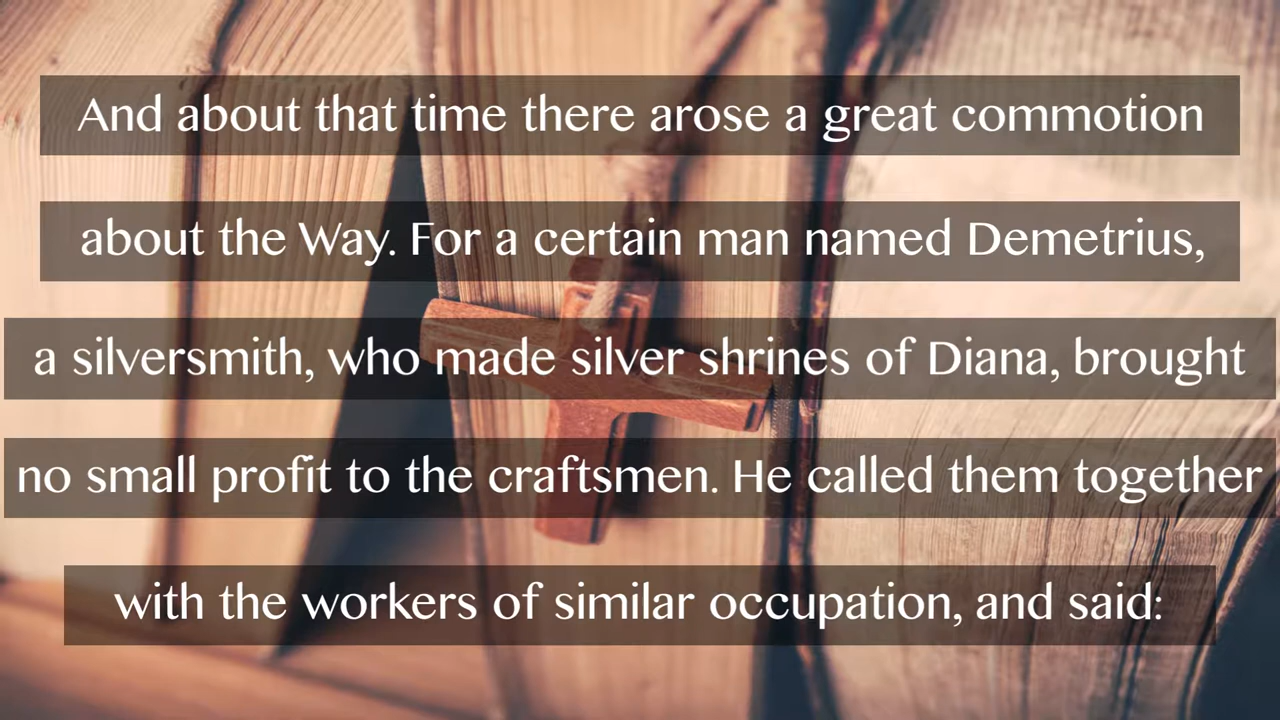 And about that time there arose a great commotion
about the Way. For a certain man named Demetrius,
a silversmith, who made silver shrines of Diana, brought
no small profit to the craftsmen. He called them together
with the workers of similar occupation, and said: